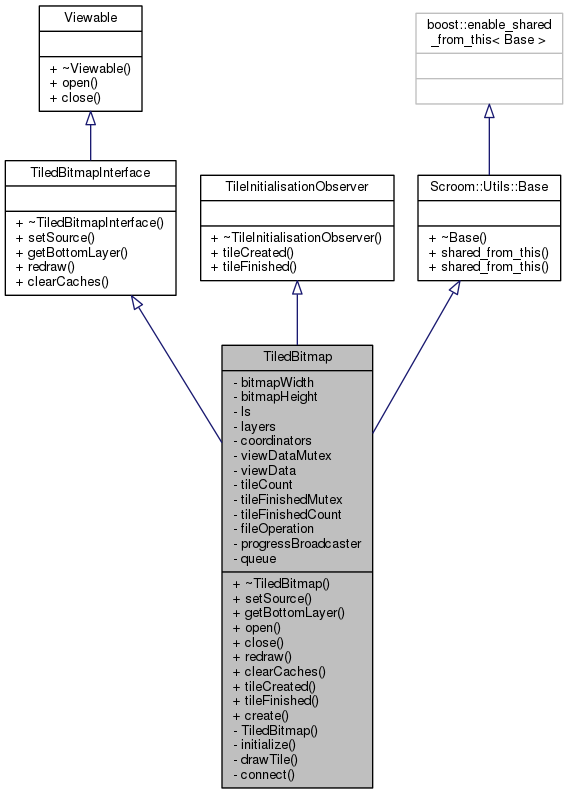 Viewable
+ ~Viewable()
+ open()
+ close()
boost::enable_shared
_from_this< Base >
TiledBitmapInterface
+ ~TiledBitmapInterface()
+ setSource()
+ getBottomLayer()
+ redraw()
+ clearCaches()
TileInitialisationObserver
+ ~TileInitialisationObserver()
+ tileCreated()
+ tileFinished()
Scroom::Utils::Base
+ ~Base()
+ shared_from_this()
+ shared_from_this()
TiledBitmap
- bitmapWidth
- bitmapHeight
- ls
- layers
- coordinators
- viewDataMutex
- viewData
- tileCount
- tileFinishedMutex
- tileFinishedCount
- fileOperation
- progressBroadcaster
- queue
+ ~TiledBitmap()
+ setSource()
+ getBottomLayer()
+ open()
+ close()
+ redraw()
+ clearCaches()
+ tileCreated()
+ tileFinished()
+ create()
- TiledBitmap()
- initialize()
- drawTile()
- connect()